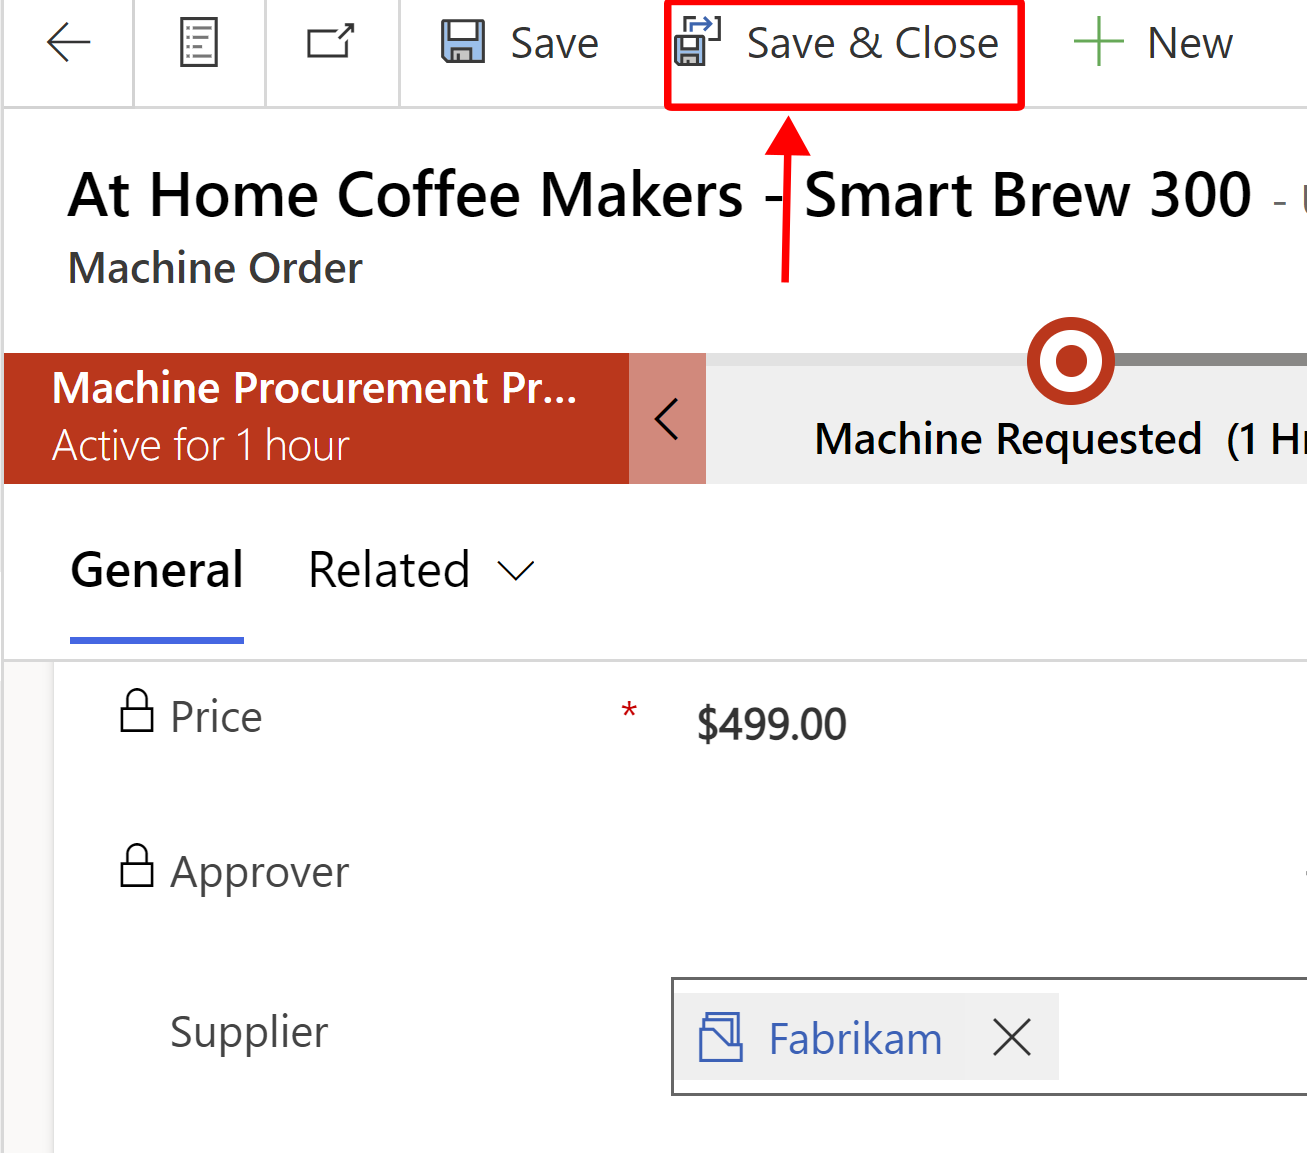 Save Save & Close New
At Home Coffee Makers - Smart Brew 300 -
Machine Order
Machine Procurement Pr...
Active for 1 hour
Machine Requested (1 H
General Related
Price * $499.00
Approver
Supplier Fabrikam